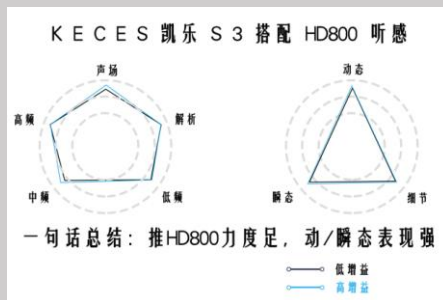 KECES 凯乐 S3 搭配 HD800 听感
声场
动态
高频
解析
中频
低频
瞬态
细节
一句话总结：推HD800力度足，动/瞬态表现强
低增益
高增益